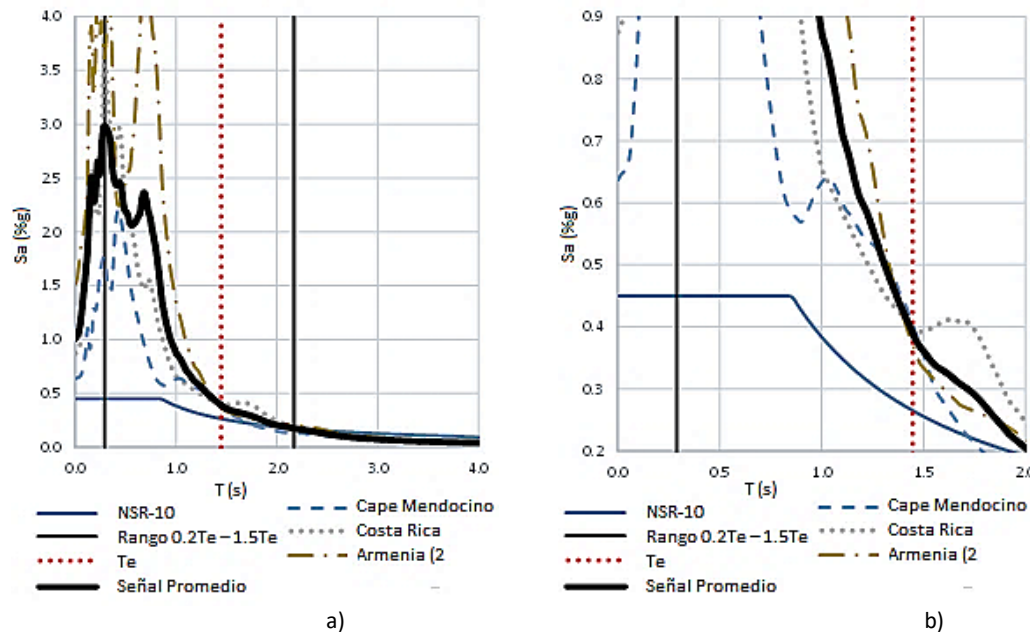 4.0
3.5
3.0
2.5
2.0
1.5
1.0
0.5
0.0
Sa (%g)
0.0 1.0 2.0 3.0 4.0
T (s)
NSR-10
Rango 0.2Te – 1.5Te
Te
Señal Promedio
Cape Mendocino
Costa Rica
Armenia (2
a)
0.9
0.8
0.7
0.6
0.5
0.4
0.3
0.2
Sa (%g)
0.0 0.5 1.0 1.5 2.0
T (s)
NSR-10
Rango 0.2Te – 1.5Te
Te
Señal Promedio
Cape Mendocino
Costa Rica
Armenia (2
b)